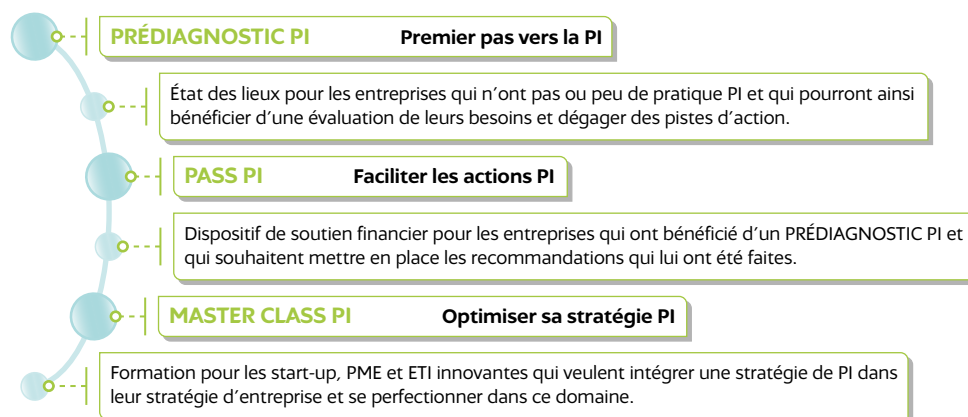 PRÉDIAGNOSTIC PI Premier pas vers la PI
État des lieux pour les entreprises qui n’ont pas ou peu de pratique PI et qui pourront ainsi
bénéficier d’une évaluation de leurs besoins et dégager des pistes d’action.
PASS PI Faciliter les actions PI
Dispositif de soutien financier pour les entreprises qui ont bénéficié d’un PRÉDIAGNOSTIC PI et
qui souhaitent mettre en place les recommandations qui lui ont été faites.
MASTER CLASS PI Optimiser sa stratégie PI
Formation pour les start-up, PME et ETI innovantes qui veulent intégrer une stratégie de PI dans
leur stratégie d’entreprise et se perfectionner dans ce domaine.